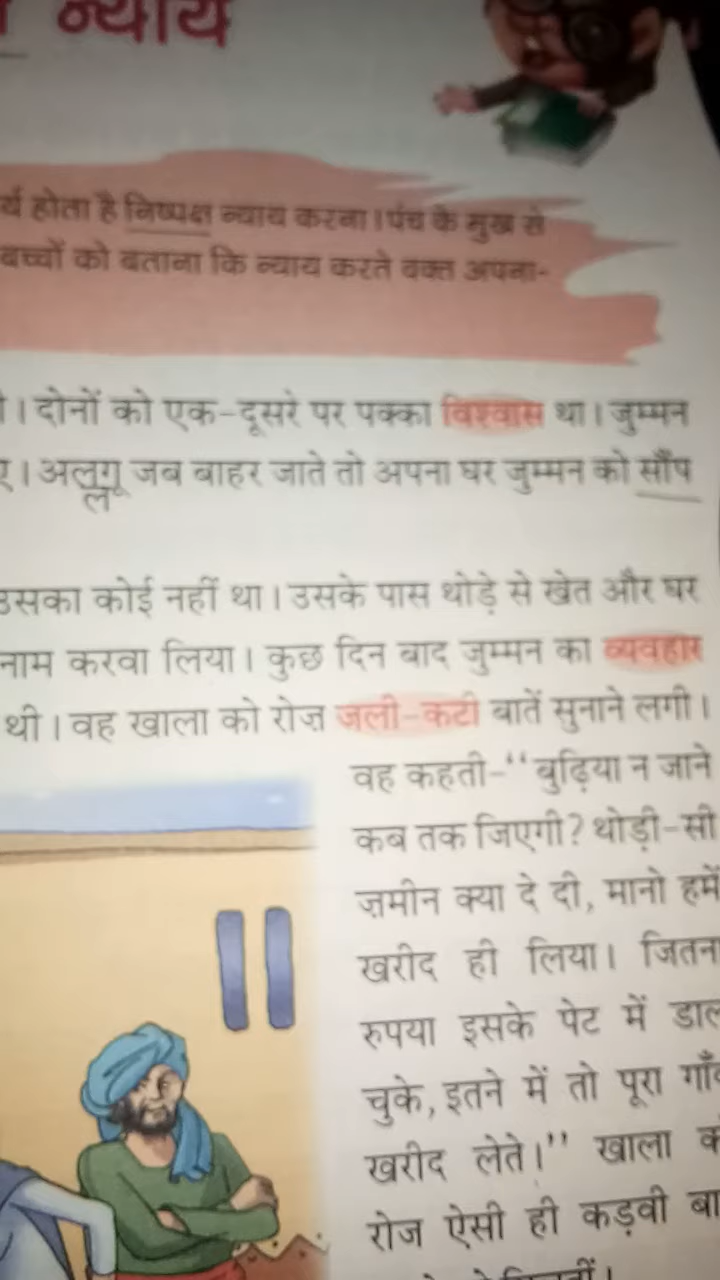 न्याय
होता है निष्पक्ष न्याय करना। पंच के मुख से
बच्चों को बताना कि न्याय करते वक्त अपना-
। दोनों को एक-दूसरे पर पक्का विश्वास था। जुम्मन
। अलगू जब बाहर जाते तो अपना घर जुम्मन को सौंप
उसका कोई नहीं था। उसके पास थोड़े से खेत और घर
नाम करवा लिया। कुछ दिन बाद जुम्मन का व्यवहार
थी। वह खाला को रोज़ जली-कटी बातें सुनाने लगी।
वह कहती-“बुढ़िया न जाने
कब तक जिएगी? थोड़ी-सी
ज़मीन क्या दे दी, मानो हमें
खरीद ही लिया। जितना
रुपया इसके पेट में डाल
चुके, इतने में तो पूरा
खरीद लेते।” खाला
रोज ऐसी ही कड़वी